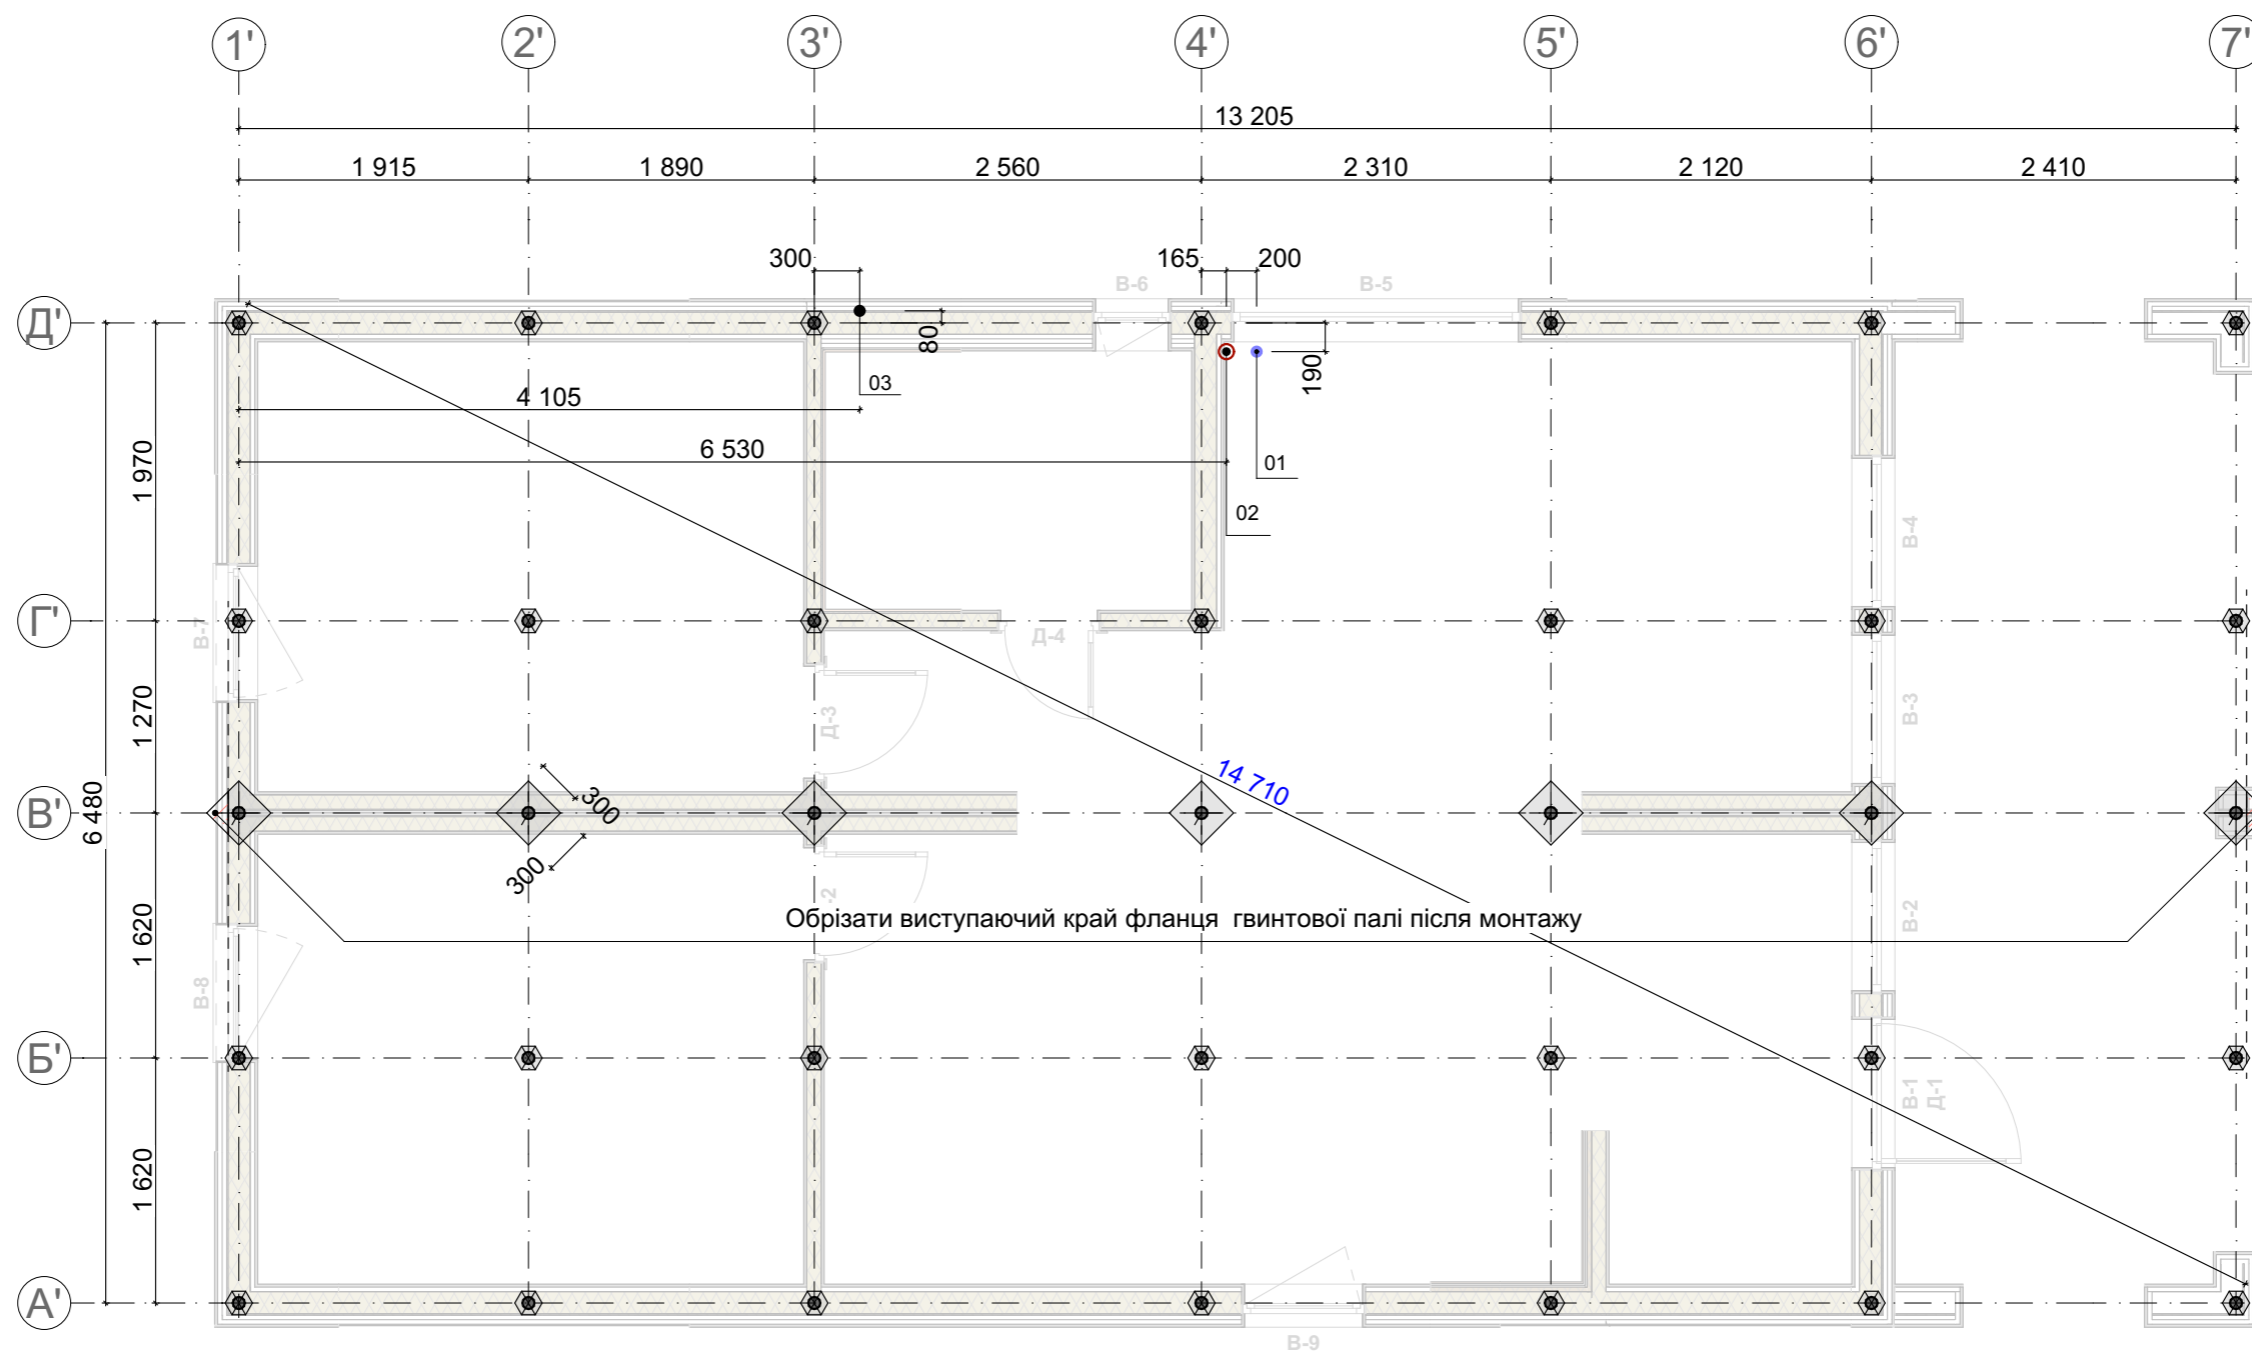 1' 2' 3' 4' 5' 6' 7'
13 205
1 915 1 890 2 560 2 310 2 120 2 410
300 165 200
В-6 В-5
Д'
80
190
03
4 105
6 530
01
02
1 970
В-4
Г'
В-7
Д-4
1 270
Д-3
В-3
14 710
6 480
В'
300
300
-2
Обрізати виступаючий край фланця гвинтової палі після монтажу
В-2
1 620
В-8
Б'
В-1
Д-1
1 620
А'
В-9